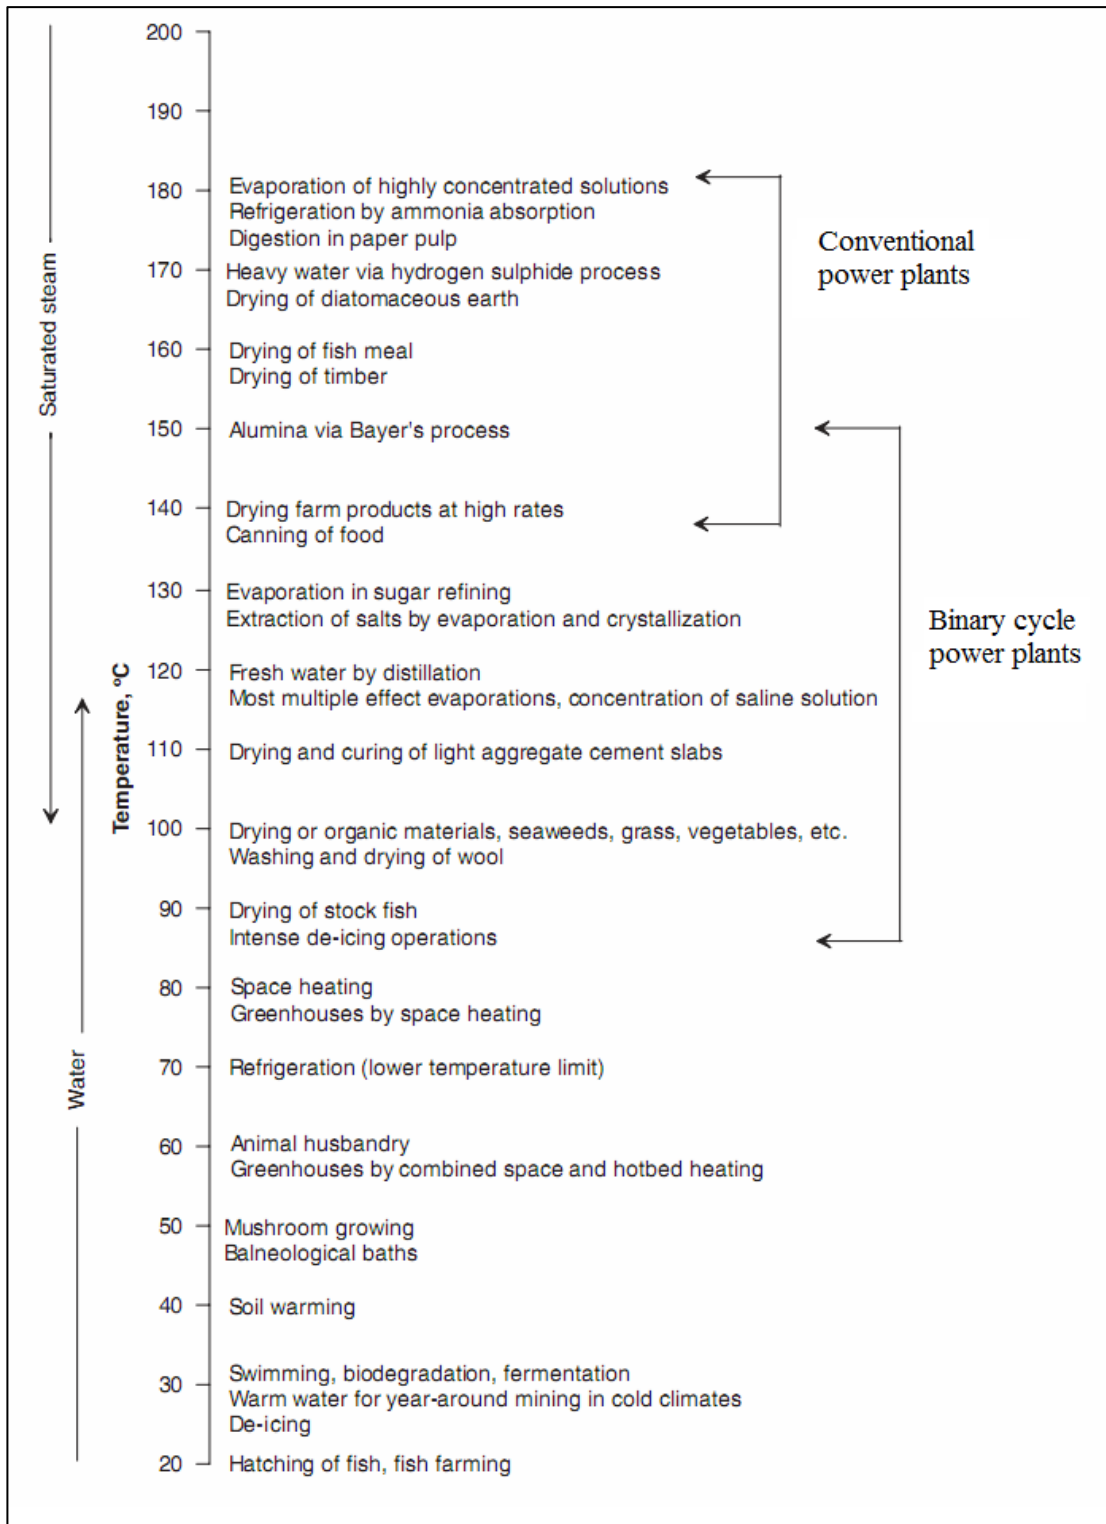 200
190
180
Evaporation of highly concentrated solutions
Refrigeration by ammonia absorption
Digestion in paper pulp
Conventional
power plants
170
Heavy water via hydrogen sulphide process
Drying of diatomaceous earth
Saturated steam
160
Drying of fish meal
Drying of timber
150
Alumina via Bayer's process
140
Drying farm products at high rates
Canning of food
130
Evaporation in sugar refining
Extraction of salts by evaporation and crystallization
Binary cycle
power plants
Temperature, ºC
120
Fresh water by distillation
Most multiple effect evaporations, concentration of saline solution
110
Drying and curing of light aggregate cement slabs
100
Drying or organic materials, seaweeds, grass, vegetables, etc.
Washing and drying of wool
90
Drying of stock fish
Intense de-icing operations
80
Space heating
Greenhouses by space heating
Water
70
Refrigeration (lower temperature limit)
60
Animal husbandry
Greenhouses by combined space and hotbed heating
50
Mushroom growing
Balneological baths
40
Soil warming
30
Swimming, biodegradation, fermentation
Warm water for year-around mining in cold climates
De-icing
20
Hatching of fish, fish farming